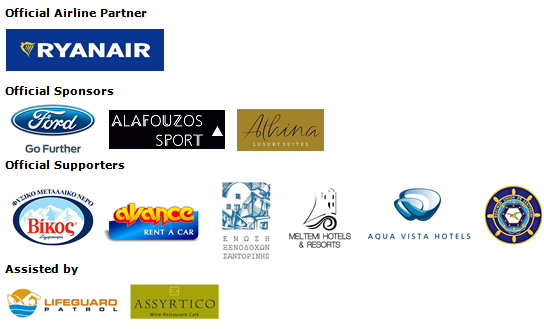 Official Airline Partner
RYANAIR
Official Sponsors
Ford
Go Further
ALAFOUZOS
SPORT
Athina
LUXURY SUITES
Official Supporters
ΦΥΣΙΚΟ ΜΕΤΑΛΛΙΚΟ ΝΕΡΟ
Βίκος
avance
RENT A CAR
ΕΝΩΣΗ
ΞΕΝΟΔΟΧΩΝ
ΣΑΝΤΟΡΙΝΗΣ
MELTEMI HOTELS
& RESORTS
AQUA VISTA HOTELS
Assisted by
LIFEGUARD
PATROL
ASSYRTICO
Wine Restaurant Café